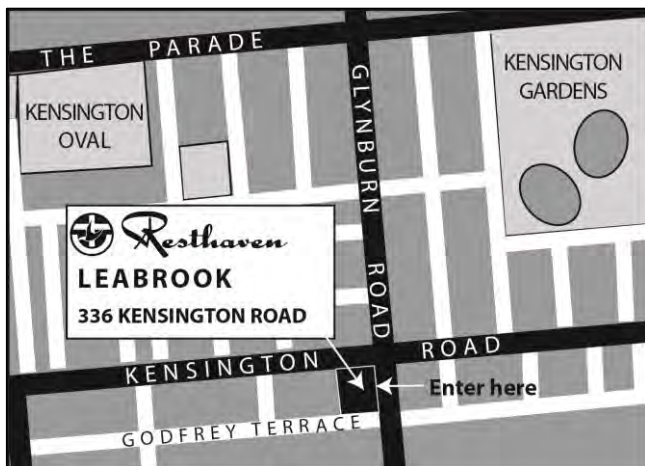 THE PARADE
KENSINGTON
OVAL
GLYNBURN ROAD
KENSINGTON
GARDENS
Resthaven
LEABROOK
336 KENSINGTON ROAD
KENSINGTON ROAD
Enter here
GODFREY TERRACE